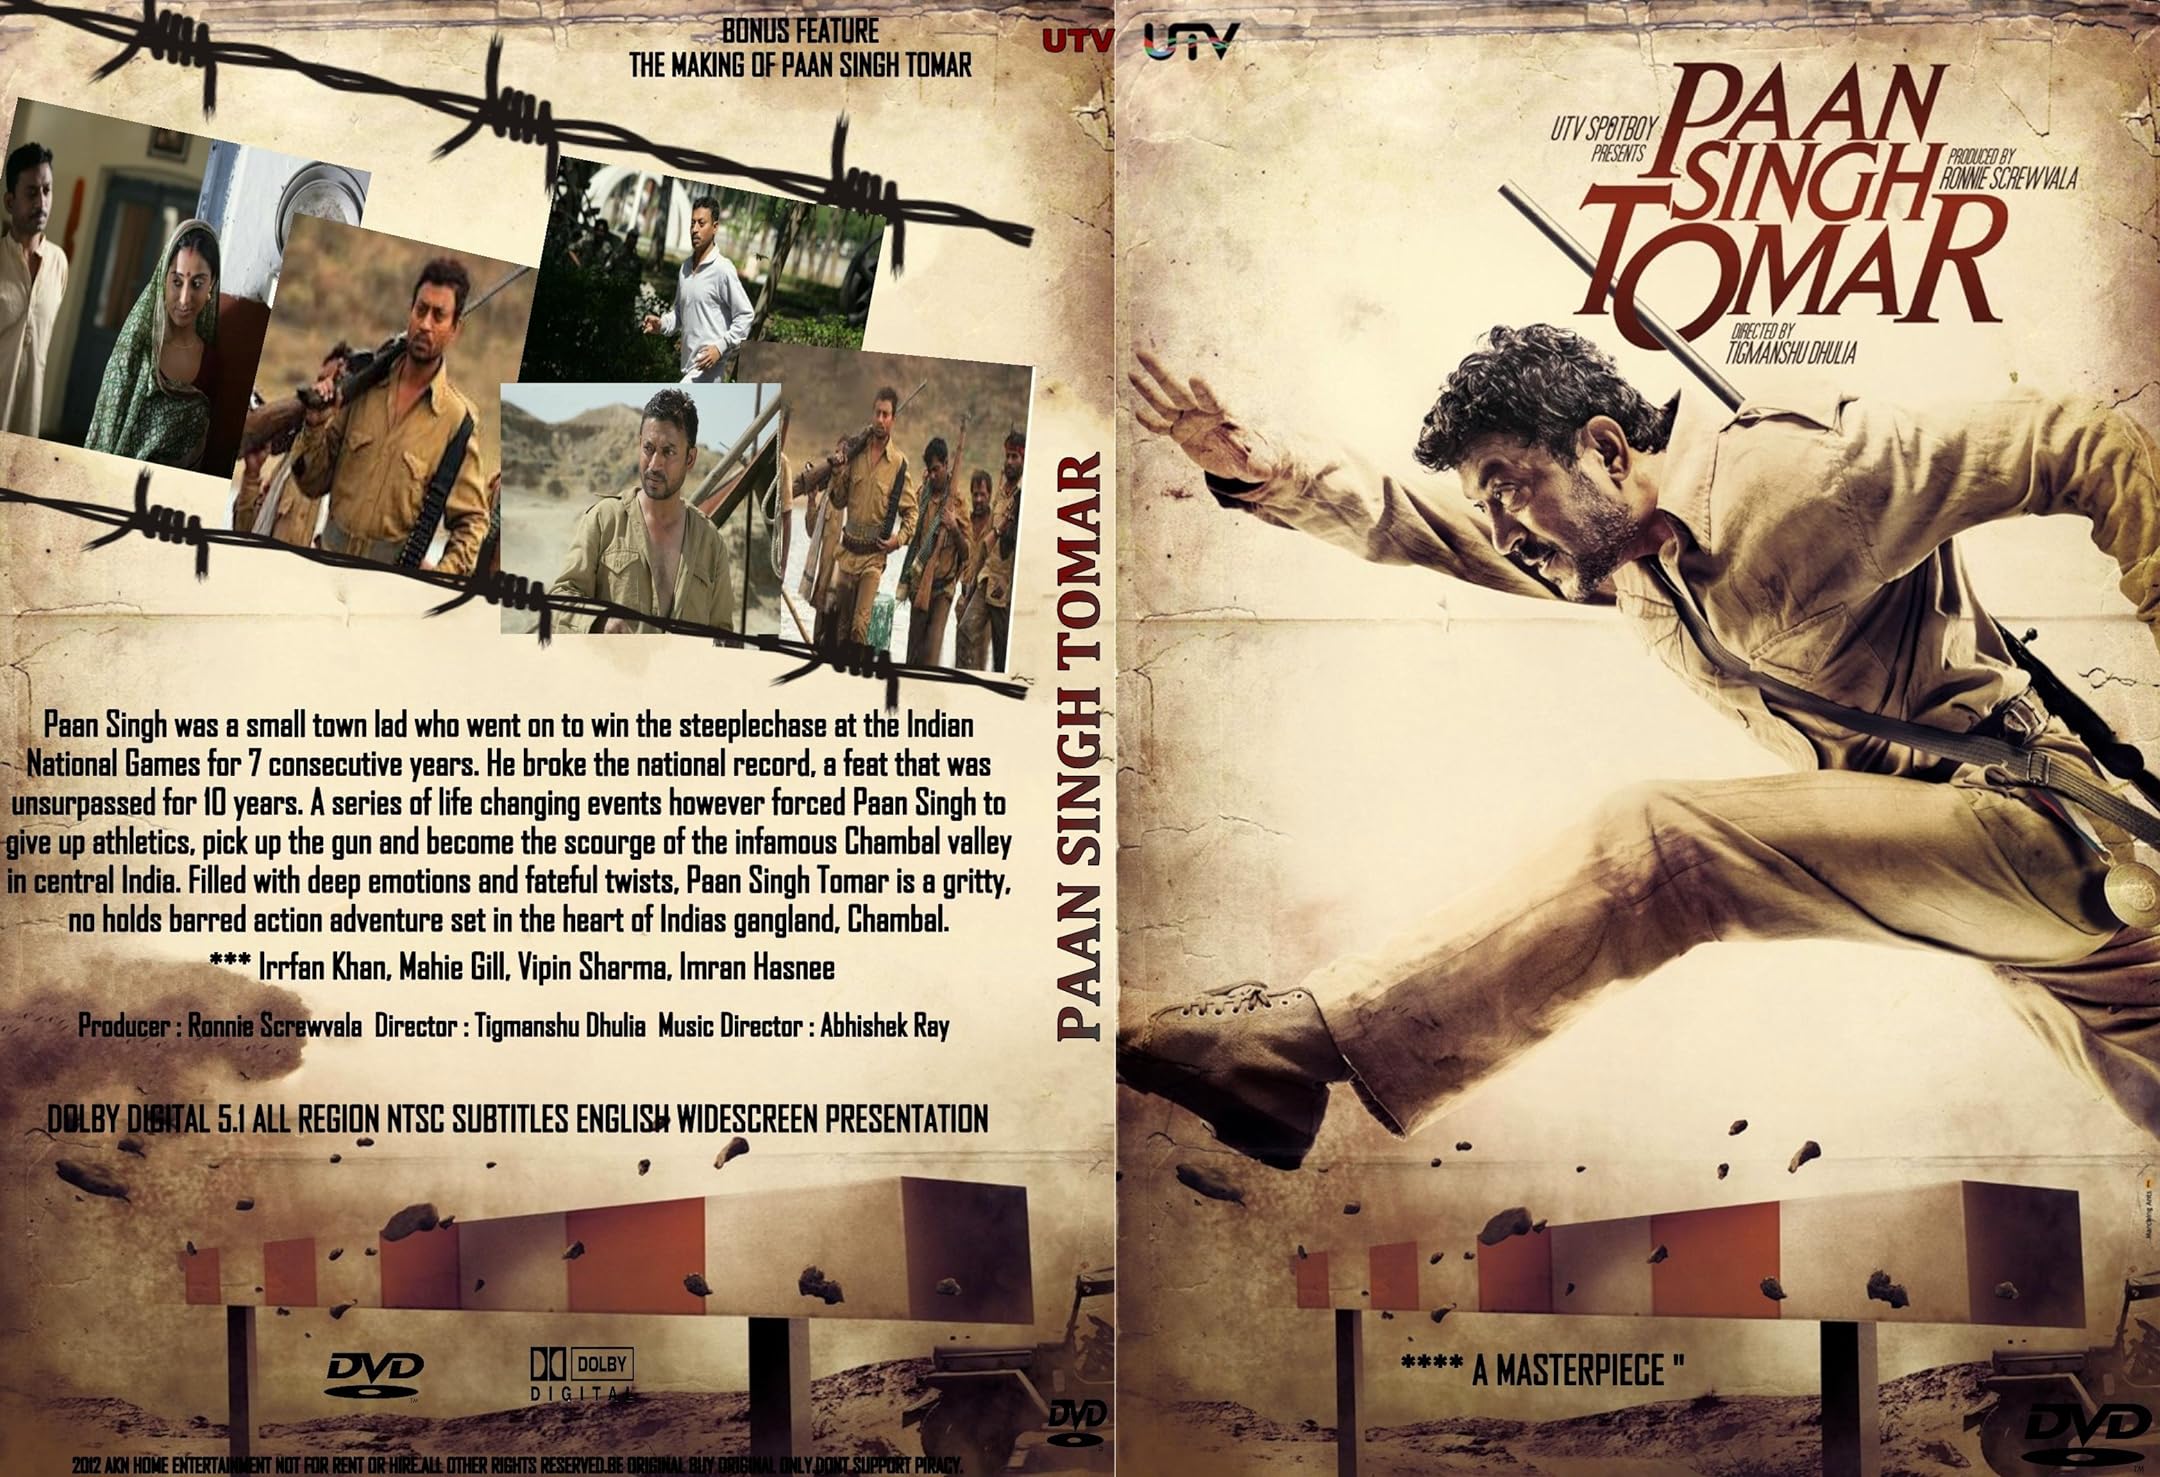 BONUS FEATURE
THE MAKING OF PAAN SINGH TOMAR
Paan Singh was a small town lad who went on to win the steeplechase at the Indian
National Games for 7 consecutive years. He broke the national record, a feat that was
unsurpassed for 10 years. A series of life changing events however forced Paan Singh to
give up athletics, pick up the gun and become the scourge of the infamous Chambal valley
in central India. Filled with deep emotions and fateful twists, Paan Singh Tomar is a gritty,
no holds barred action adventure set in the heart of Indias gangland, Chambal.
*** Irrfan Khan, Mahie Gill, Vipin Sharma, Imran Hasnee
Producer : Ronnie Screwvala Director : Tigmanshu Dhulia Music Director : Abhishek Ray
DOLBY DIGITAL 5.1 ALL REGION NTSC SUBTITLES ENGLISH WIDESCREEN PRESENTATION
DVD
DOLBY
DIGITAL
2012 AKN HOME ENTERTAINMENT NOT FOR RENT OR HIRE.ALL OTHER RIGHTS RESERVED.BE ORIGINAL BUY ORIGINAL ONLY.DONT SUPPORT PIRACY.
UTV
PAAN SINGH TOMAR
DVD
UTV
UTV SPOTBOY
PRESENTS
PAAN
SINGH
TOMAR
PRODUCED BY
RONNIE SCREWVALA
DIRECTED BY
TIGMANSHU DHULIA
Marching Ants
**** A MASTERPIECE "
DVD
TM